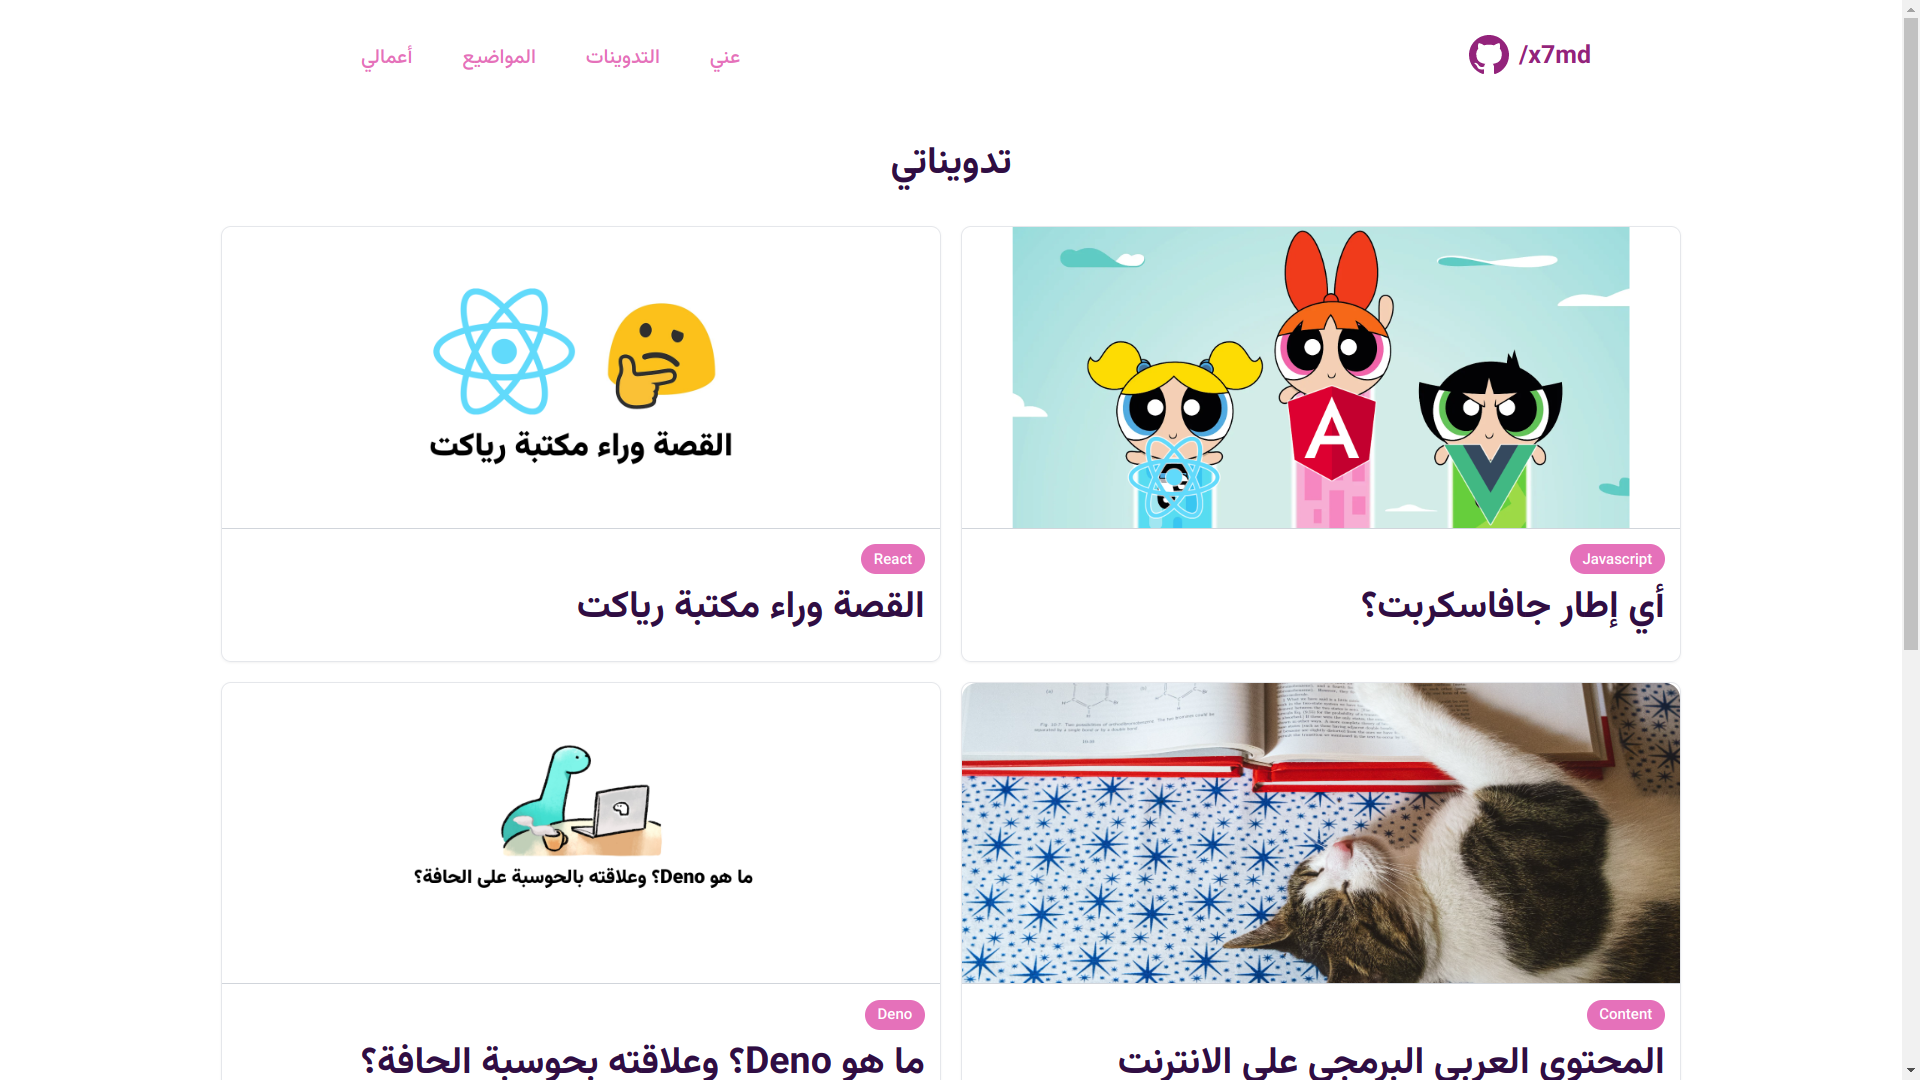 /x7md
عني
التدوينات
المواضيع
أعمالي
تدويناتي
Javascript
أي إطار جافاسكربت؟
القصة وراء مكتبة رياكت
React
القصة وراء مكتبة رياكت
Content
المحتوى العربي البرمجي على الانترنت
ما هو Deno؟ وعلاقته بالحوسبة على الحافة؟
Deno
ما هو Deno؟ وعلاقته بحوسبة الحافة؟